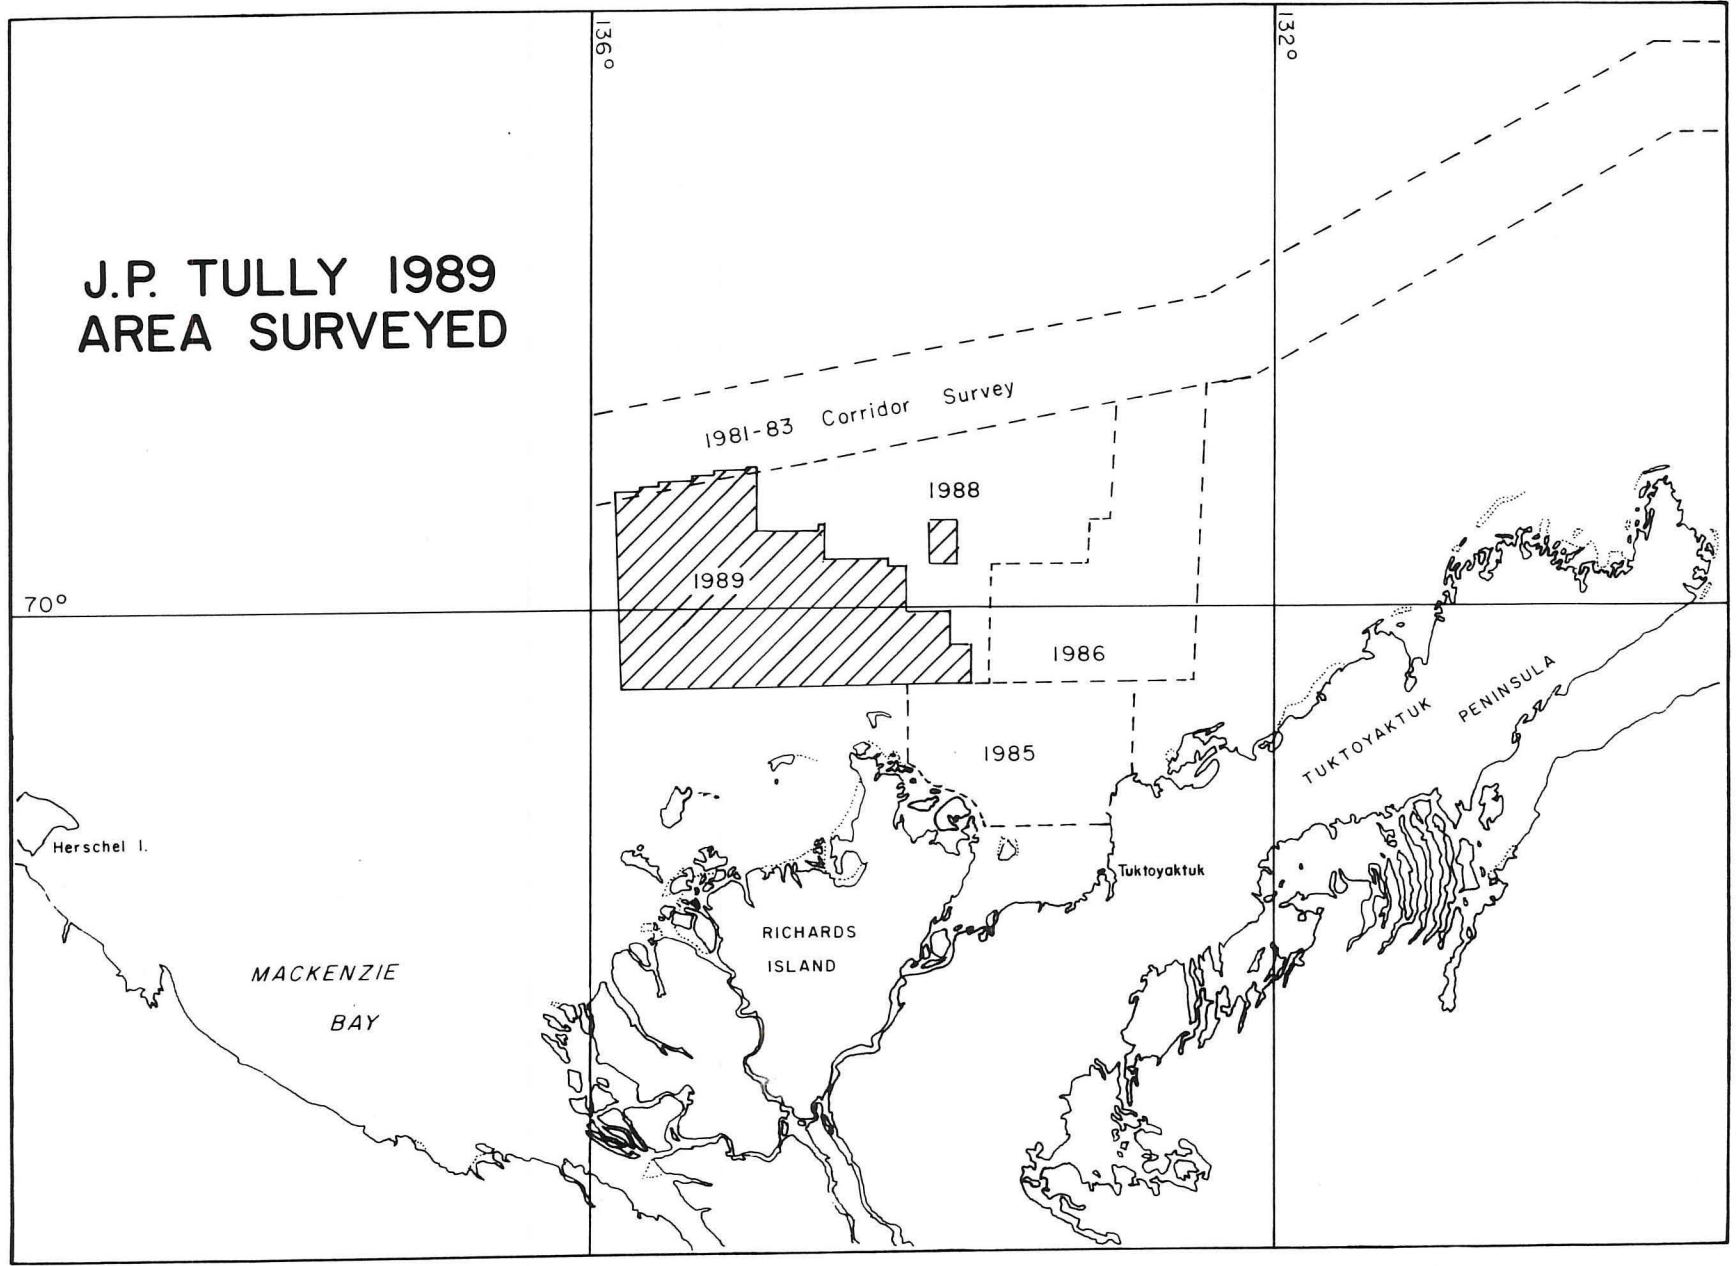 136°
132°
J.P. TULLY 1989
AREA SURVEYED
1981-83 Corridor Survey
1988
1989
70°
1986
TUKTOYAKTUK PENINSULA
1985
Herschel I.
Tuktoyaktuk
RICHARDS
ISLAND
MACKENZIE
BAY